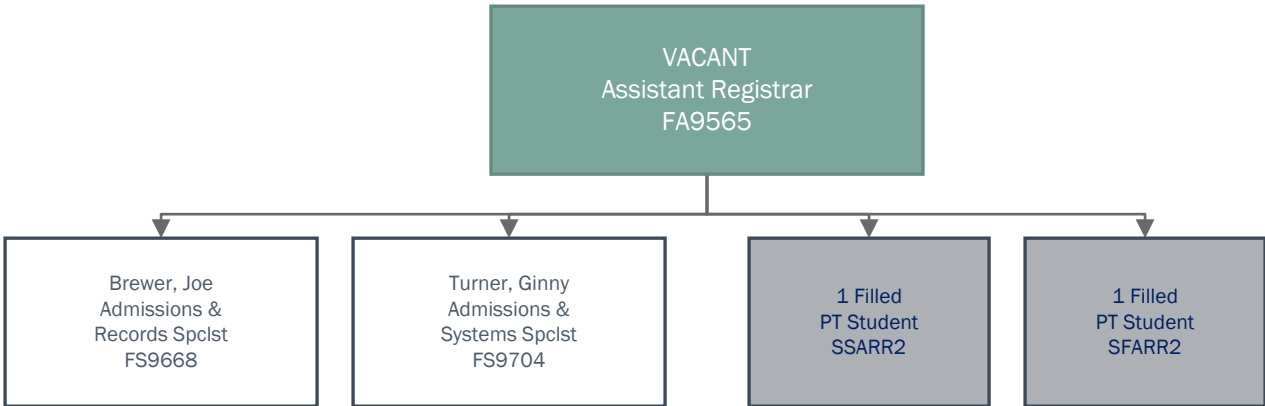 VACANT
Assistant Registrar
FA9565
Brewer, Joe
Admissions &
Records Spclst
FS9668
Turner, Ginny
Admissions &
Systems Spclst
FS9704
1 Filled
PT Student
SSARR2
1 Filled
PT Student
SFARR2